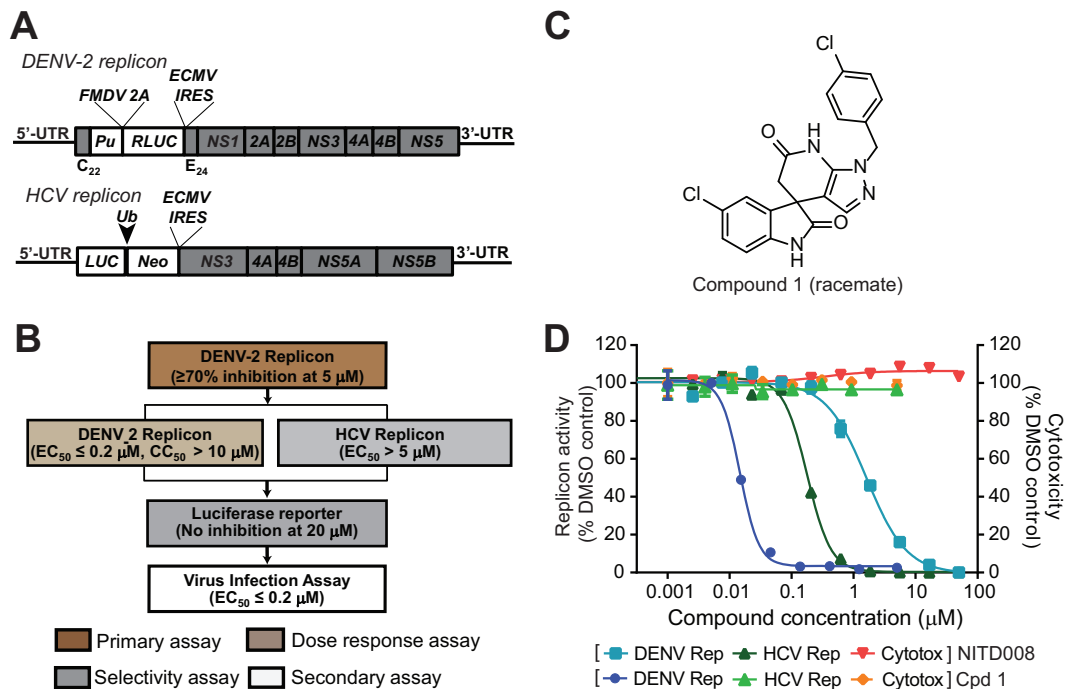 A
DENV-2 replicon
FMDV 2A
ECMV
IRES
5'-UTR
Pu
RLUC
NS1
2A
2B
NS3
4A
4B
NS5
3'-UTR
C22
E24
HCV replicon
Ub
ECMV
IRES
5'-UTR
LUC
Neo
NS3
4A
4B
NS5A
NS5B
3'-UTR
B
DENV-2 Replicon
(≥70% inhibition at 5 µM)
DENV-2 Replicon
(EC50 ≤ 0.2 µM, CC50 > 10 µM)
HCV Replicon
(EC50 > 5 µM)
Luciferase reporter
(No inhibition at 20 µM)
Virus Infection Assay
(EC50 ≤ 0.2 µM)
Primary assay
Dose response assay
Selectivity assay
Secondary assay
C
Cl
O
H
N
N
N
Cl
O
N
H
Compound 1 (racemate)
D
Replicon activity
(% DMSO control)
120
100
80
60
40
20
0
120
100
80
60
40
20
0
Cytotoxicity
(% DMSO control)
0.001
0.01
0.1
1
10
100
Compound concentration (µM)
[ DENV Rep HCV Rep Cytotox ] NITD008
[ DENV Rep HCV Rep Cytotox ] Cpd 1